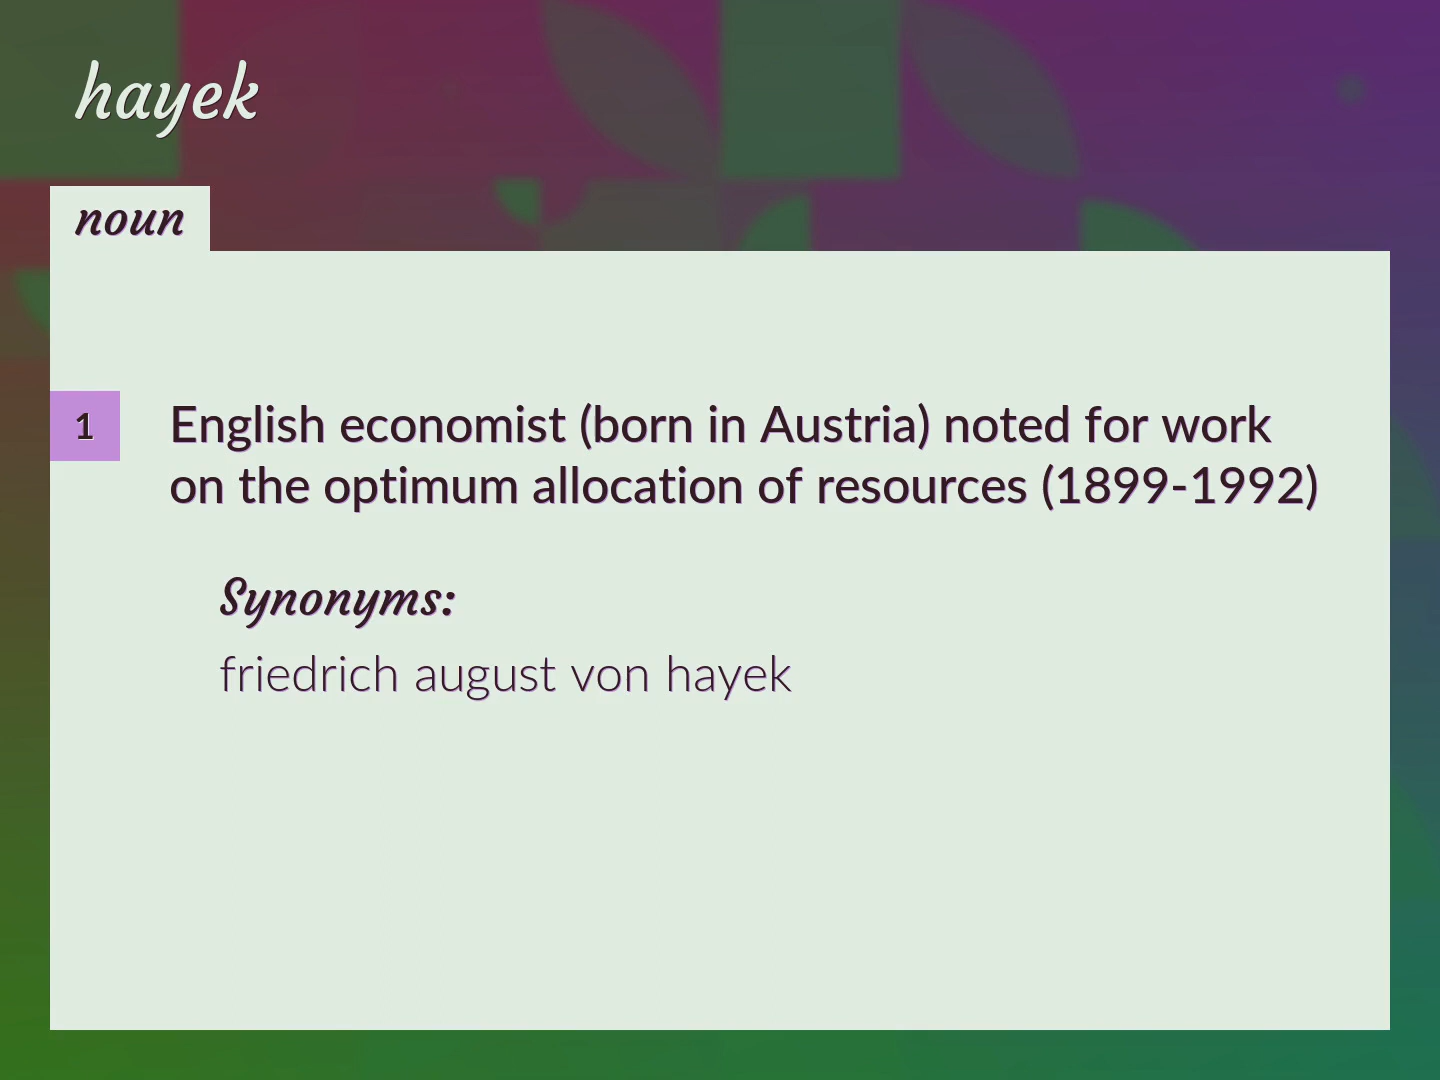 hayek
noun
1
English economist (born in Austria) noted for work
on the optimum allocation of resources (1899-1992)
Synonyms:
friedrich august von hayek